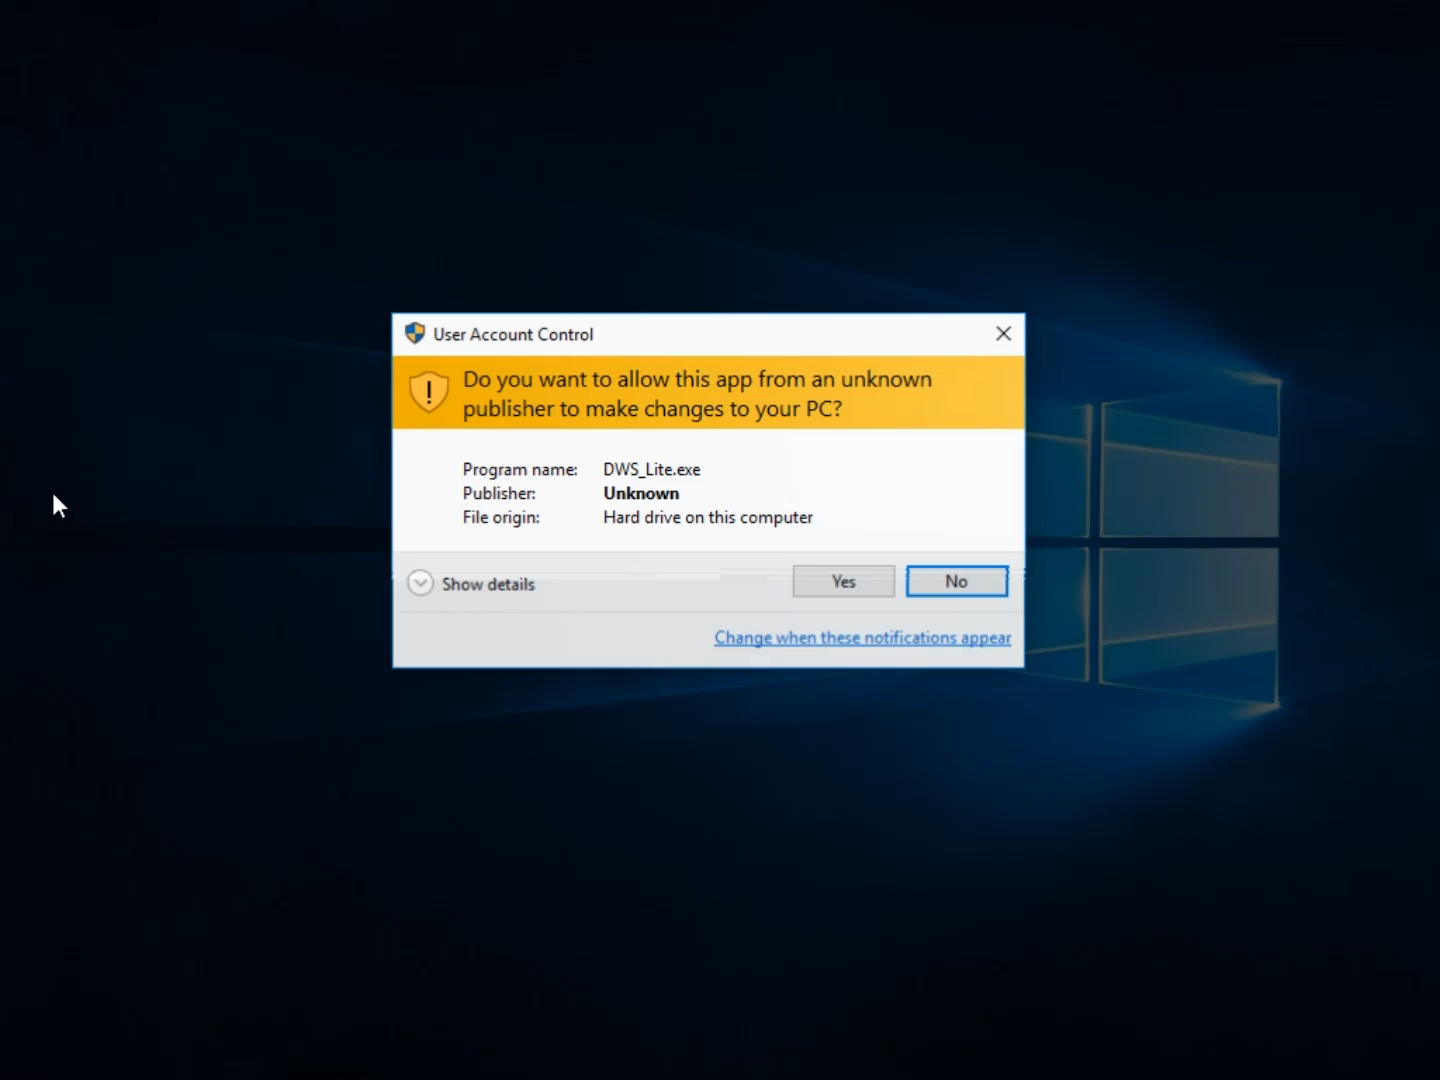 User Account Control
Do you want to allow this app from an unknown
publisher to make changes to your PC?
Program name: DWS_Lite.exe
Publisher: Unknown
File origin: Hard drive on this computer
Show details Yes No
Change when these notifications appear